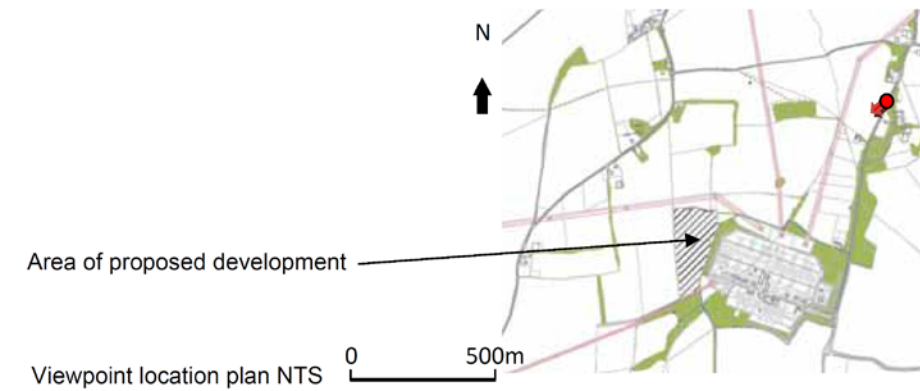 N
Area of proposed development
0 500m
Viewpoint location plan NTS